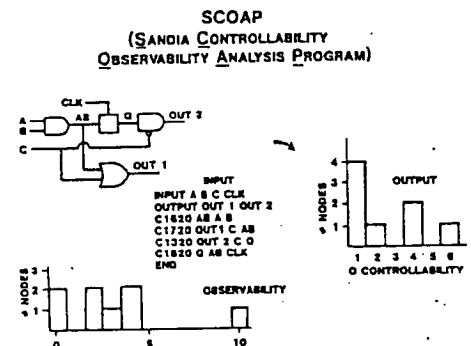 SCOAP
(SANDIA CONTROLLABILITY
OBSERVABILITY ANALYSIS PROGRAM)
CLK
A
B
AB
Q
OUT 2
C
OUT 1
INPUT
INPUT A B C CLK
OUTPUT OUT 1 OUT 2
C1620 AB A B
C1720 OUT1 C AB
C1320 OUT 2 C Q
C1820 Q AB CLK
END
OUTPUT
# NODES
4
3
2
1
1 2 3 4 5 6
0 CONTROLLABILITY
OBSERVABILITY
# NODES
3
2
1
0 5 10